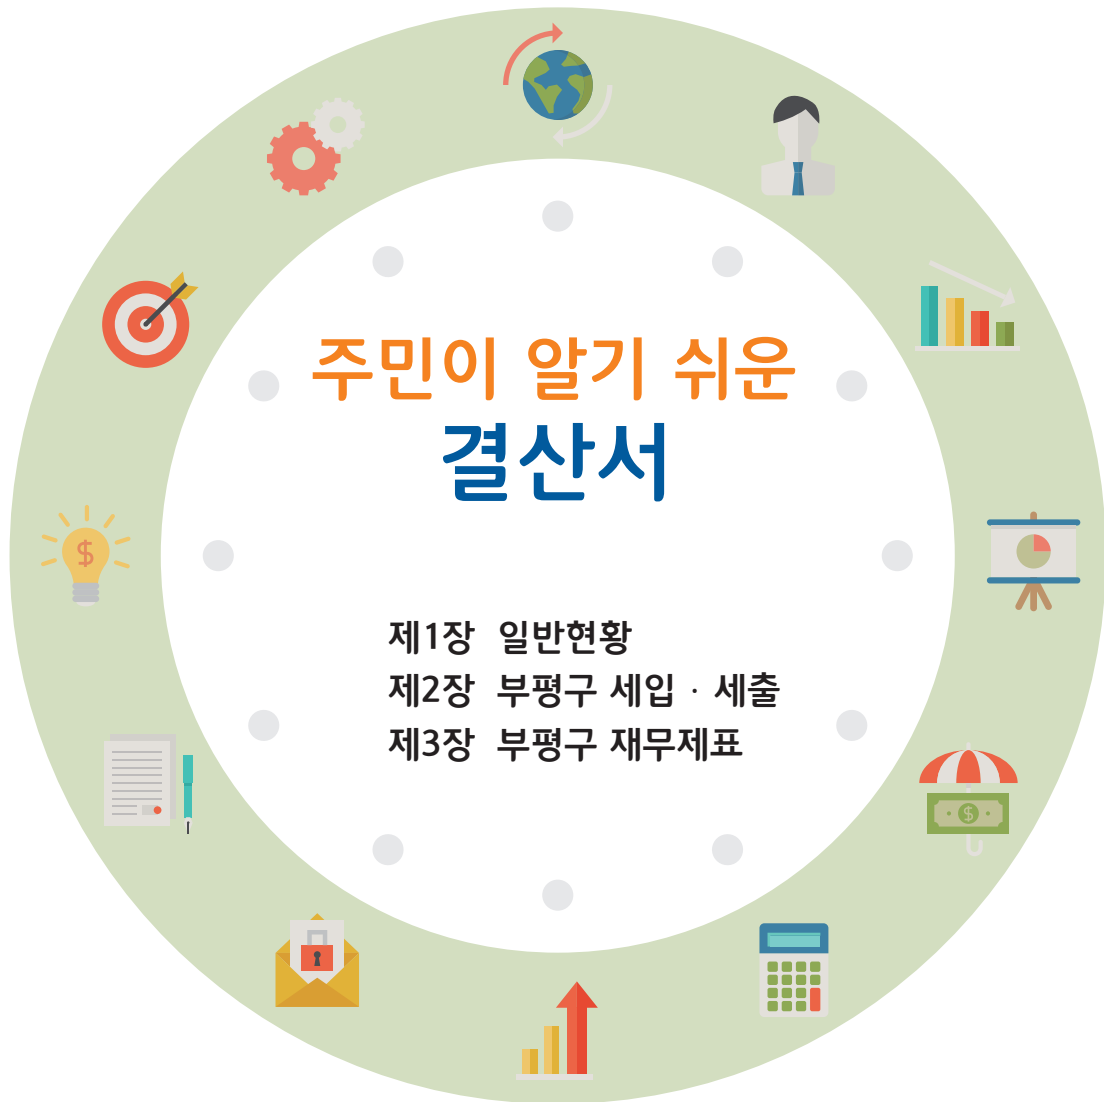 주민이 알기 쉬운
결산서
제1장 일반현황
제2장 부평구 세입 · 세출
제3장 부평구 재무제표
$
$